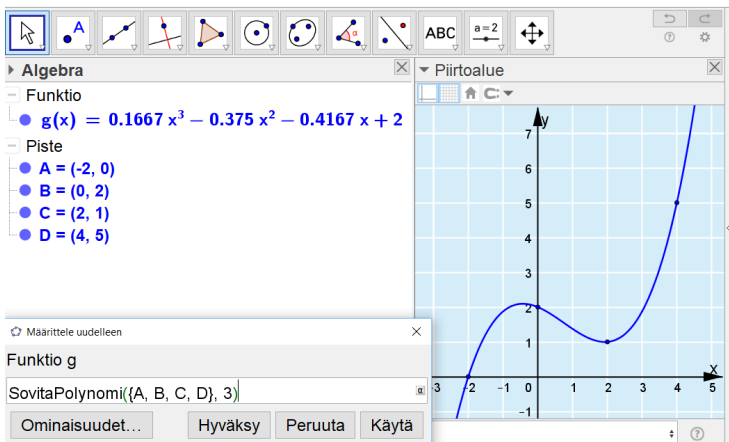 ABC
a=2
Algebra
Piirtoalue
Funktio
g(x) = 0.1667 x³ − 0.375 x² − 0.4167 x + 2
Piste
A = (-2, 0)
B = (0, 2)
C = (2, 1)
D = (4, 5)
y
7
6
5
4
3
2
1
x
3 -2 -1 0 1 2 3 4 5
-1
Määrittele uudelleen
Funktio g
SovitaPolynomi({A, B, C, D}, 3)
α
Ominaisuudet… Hyväksy Peruuta Käytä